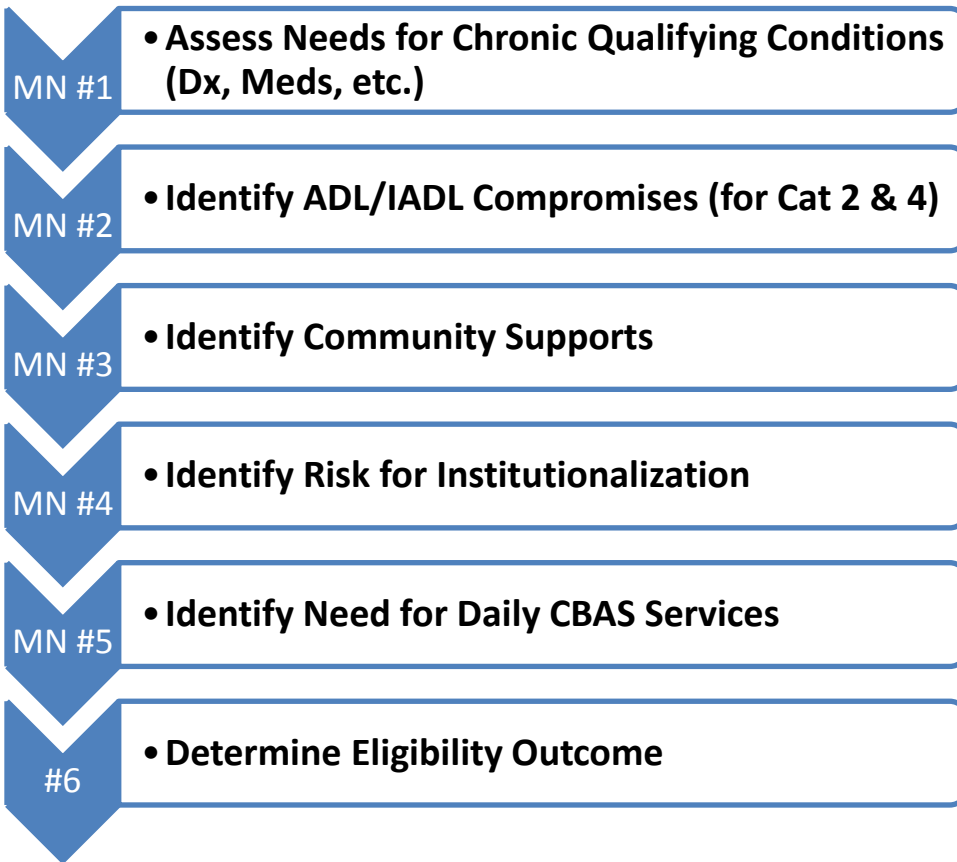 MN #1
• Assess Needs for Chronic Qualifying Conditions
(Dx, Meds, etc.)
MN #2
• Identify ADL/IADL Compromises (for Cat 2 & 4)
MN #3
• Identify Community Supports
MN #4
• Identify Risk for Institutionalization
MN #5
• Identify Need for Daily CBAS Services
#6
• Determine Eligibility Outcome